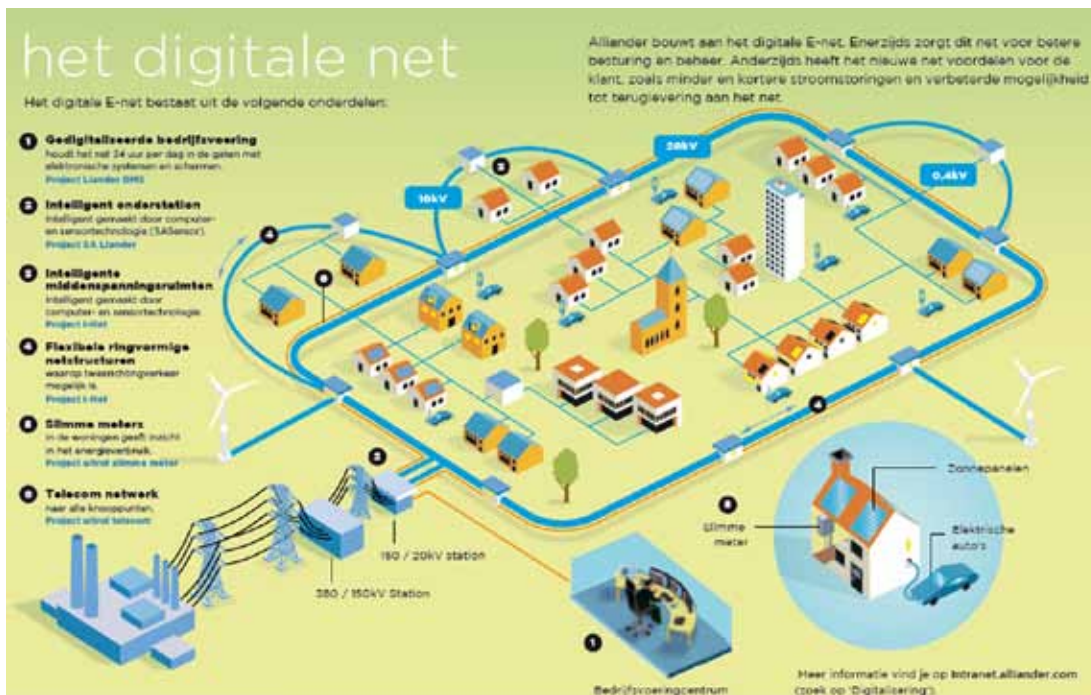 het digitale net
Het digitale E-net bestaat uit de volgende onderdelen:
Alliander bouwt aan het digitale E-net. Enerzijds zorgt dit net voor betere
besturing en beheer. Anderzijds heeft het nieuwe net voordelen voor de
klant, zoals minder en kortere stroomstoringen en verbeterde mogelijkheid
tot teruglevering aan het net.
1 Gedigitaliseerde bedrijfsvoering
houdt het net 24 uur per dag in de gaten met
elektronische systemen en schermen.
Project Liander DMS
2 Intelligent onderstation
Intelligent gemaakt door computer-
en sensortechnologie (SASensor).
Project SA Liander
3 Intelligente
middenspanningsruimten
Intelligent gemaakt door
computer- en sensortechnologie
Project I-Net
4 Flexibele ringvormige
netstructuren
waarop tweerichtingverkeer
mogelijk is.
Project I-Net
5 Slimme meters
in de woningen geeft inzicht
in het energieverbruik.
Project uitrol slimme meter
6 Telecom netwerk
naar alle knooppunten.
Project uitrol telecom
10kV
20kV
0,4kV
3
4
6
4
2
150 / 20kV station
380 / 150kV Station
1
Bedrijfsvoeringcentrum
5
Slimme
meter
Zonnepanelen
Elektrische
auto's
Meer informatie vind je op intranet.alliander.com
(zoek op 'Digitalisering').